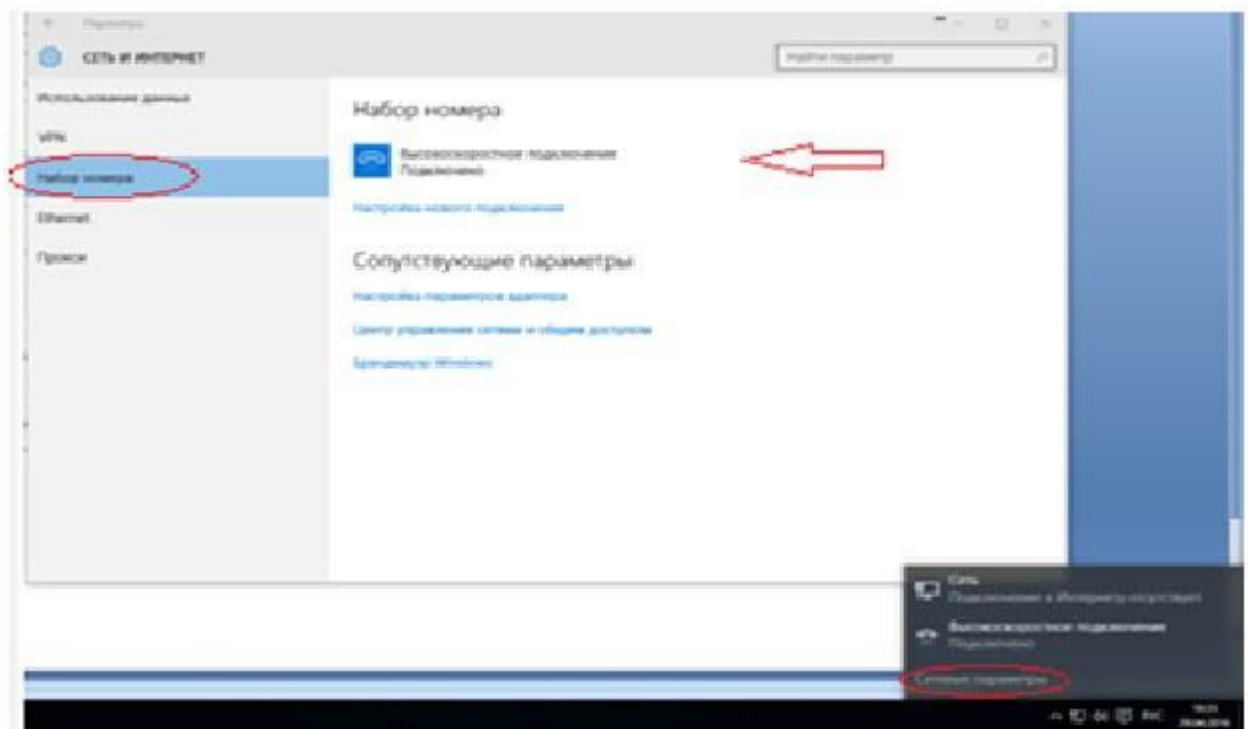 Параметры
СЕТЬ И ИНТЕРНЕТ
Найти параметр
Использование данных
VPN
Набор номера
Ethernet
Прокси
Набор номера
Высокоскоростное подключение
Подключено
Настройка нового подключения
Сопутствующие параметры
Настройка параметров адаптера
Центр управления сетями и общим доступом
Брандмауэр Windows
Сеть
Подключение к Интернету отсутствует
Высокоскоростное подключение
Подключено
Сетевые параметры
РУС